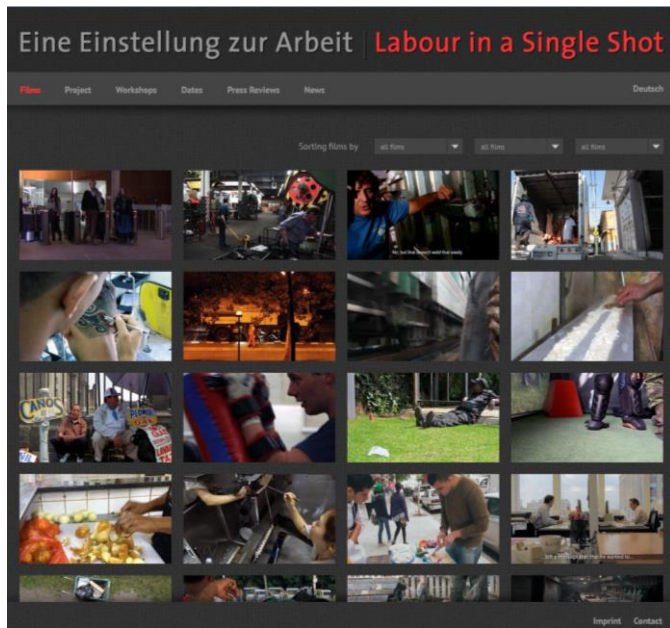 Eine Einstellung zur Arbeit | Labour in a Single Shot
Films Project Workshops Dates Press Reviews News Deutsch
Sorting films by all films all films all films
CAÑOS
Imprint Contact